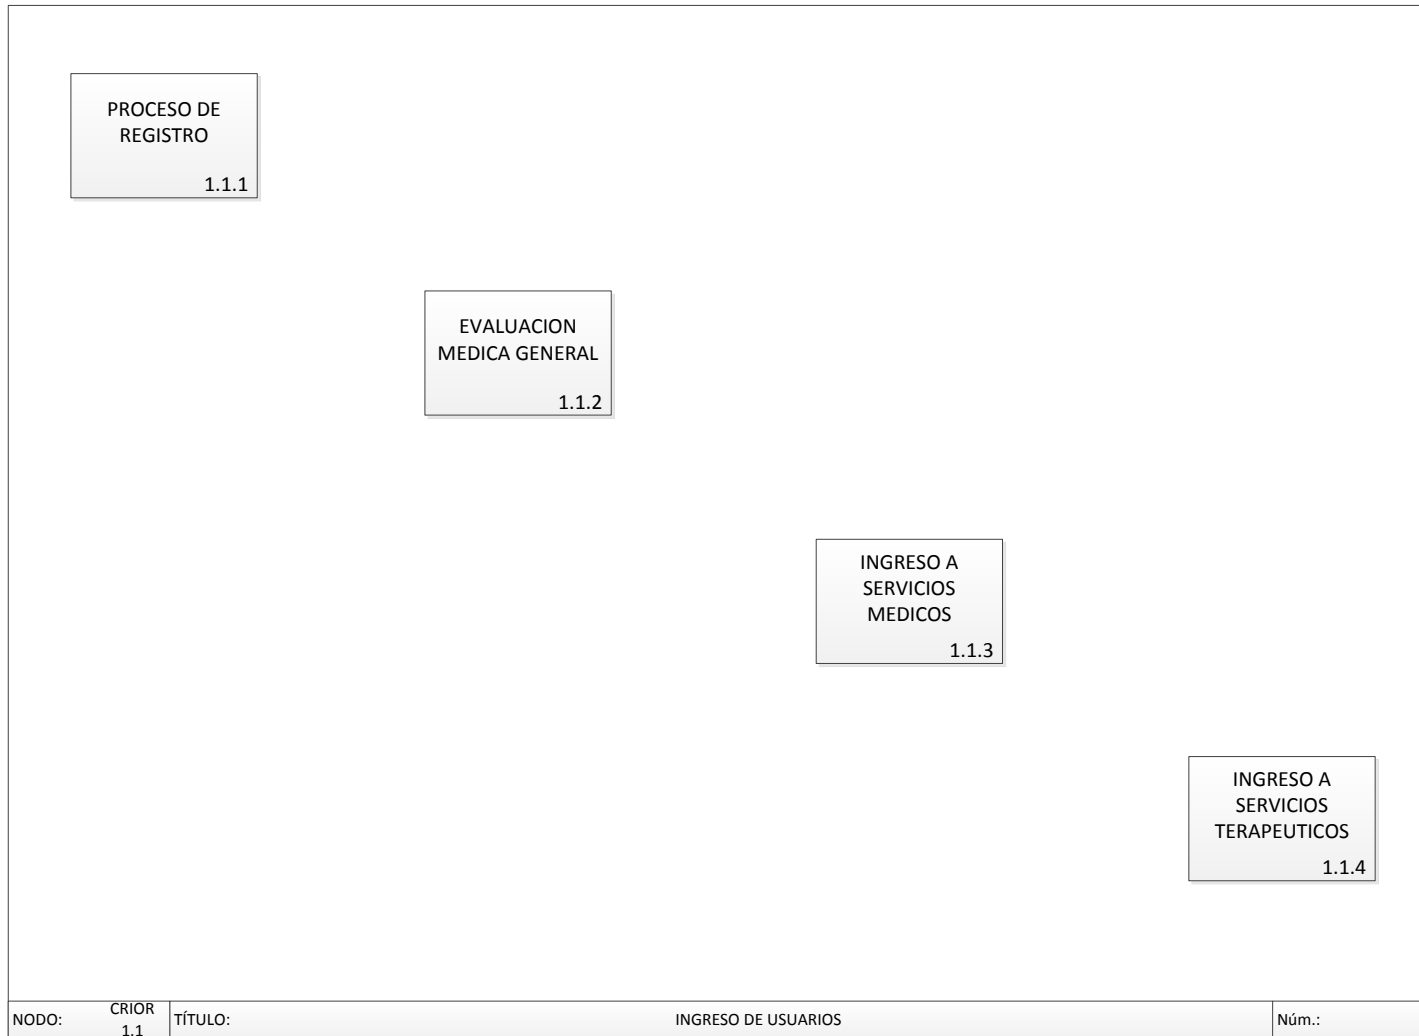 PROCESO DE
REGISTRO
1.1.1
EVALUACION
MEDICA GENERAL
1.1.2
INGRESO A
SERVICIOS
MEDICOS
1.1.3
INGRESO A
SERVICIOS
TERAPEUTICOS
1.1.4
NODO:
CRIOR
1.1
TÍTULO:
INGRESO DE USUARIOS
Núm.: